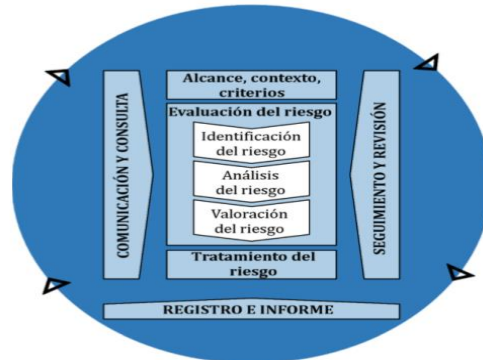 Alcance, contexto,
criterios
Evaluación del riesgo
Identificación
del riesgo
Análisis
del riesgo
Valoración
del riesgo
Tratamiento del
riesgo
COMUNICACIÓN Y CONSULTA
SEGUIMIENTO Y REVISIÓN
REGISTRO E INFORME